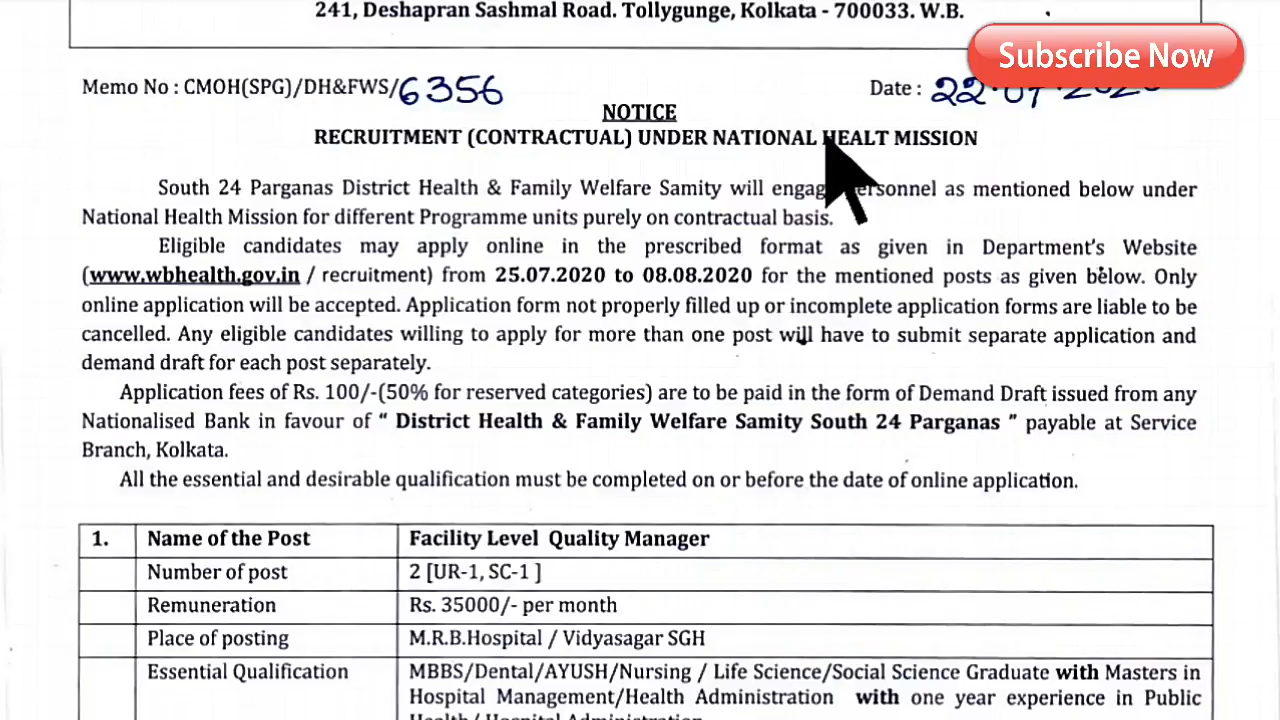 241, Deshapran Sashmal Road. Tollygunge, Kolkata - 700033. W.B.
Subscribe Now
Memo No : CMOH(SPG)/DH&FWS/6356
Date : 22.07.2020
NOTICE
RECRUITMENT (CONTRACTUAL) UNDER NATIONAL HEALT MISSION
South 24 Parganas District Health & Family Welfare Samity will engage personnel as mentioned below under
National Health Mission for different Programme units purely on contractual basis.
Eligible candidates may apply online in the prescribed format as given in Department's Website
(www.wbhealth.gov.in / recruitment) from 25.07.2020 to 08.08.2020 for the mentioned posts as given below. Only
online application will be accepted. Application form not properly filled up or incomplete application forms are liable to be
cancelled. Any eligible candidates willing to apply for more than one post will have to submit separate application and
demand draft for each post separately.
Application fees of Rs. 100/-(50% for reserved categories) are to be paid in the form of Demand Draft issued from any
Nationalised Bank in favour of “ District Health & Family Welfare Samity South 24 Parganas ” payable at Service
Branch, Kolkata.
All the essential and desirable qualification must be completed on or before the date of online application.
1. Name of the Post Facility Level Quality Manager
Number of post 2 [UR-1, SC-1 ]
Remuneration Rs. 35000/- per month
Place of posting M.R.B.Hospital / Vidyasagar SGH
Essential Qualification MBBS/Dental/AYUSH/Nursing / Life Science/Social Science Graduate with Masters in
Hospital Management/Health Administration with one year experience in Public
Health/ Hospital Administration